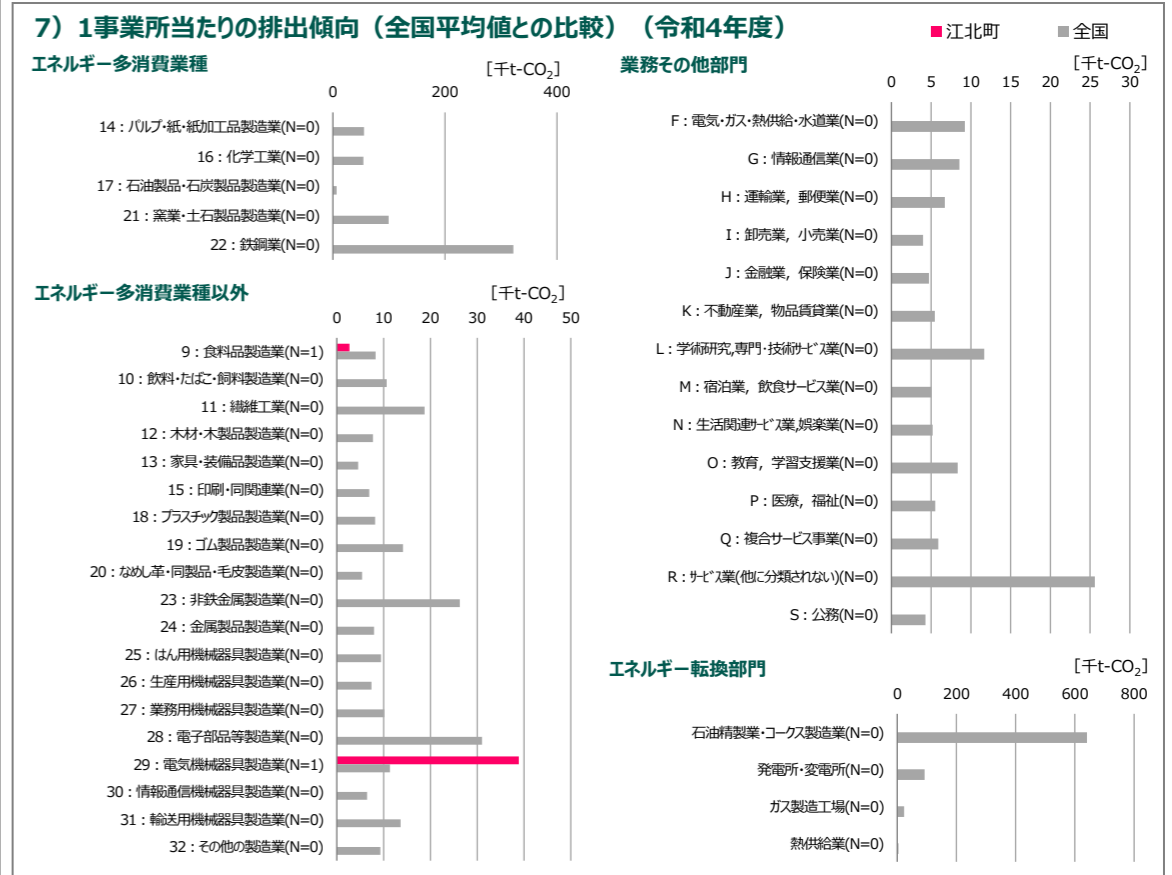 7）1事業所当たりの排出傾向（全国平均値との比較）（令和4年度）
江北町
全国
エネルギー多消費業種
[千t-CO₂]
0 200 400
14：パルプ・紙・紙加工品製造業(N=0)
16：化学工業(N=0)
17：石油製品・石炭製品製造業(N=0)
21：窯業・土石製品製造業(N=0)
22：鉄鋼業(N=0)
エネルギー多消費業種以外
[千t-CO₂]
0 10 20 30 40 50
9：食料品製造業(N=1)
10：飲料・たばこ・飼料製造業(N=0)
11：繊維工業(N=0)
12：木材・木製品製造業(N=0)
13：家具・装備品製造業(N=0)
15：印刷・同関連業(N=0)
18：プラスチック製品製造業(N=0)
19：ゴム製品製造業(N=0)
20：なめし革・同製品・毛皮製造業(N=0)
23：非鉄金属製造業(N=0)
24：金属製品製造業(N=0)
25：はん用機械器具製造業(N=0)
26：生産用機械器具製造業(N=0)
27：業務用機械器具製造業(N=0)
28：電子部品等製造業(N=0)
29：電気機械器具製造業(N=1)
30：情報通信機械器具製造業(N=0)
31：輸送用機械器具製造業(N=0)
32：その他の製造業(N=0)
業務その他部門
[千t-CO₂]
0 5 10 15 20 25 30
F：電気・ガス・熱供給・水道業(N=0)
G：情報通信業(N=0)
H：運輸業，郵便業(N=0)
I：卸売業，小売業(N=0)
J：金融業，保険業(N=0)
K：不動産業，物品賃貸業(N=0)
L：学術研究,専門・技術ｻｰﾋﾞｽ業(N=0)
M：宿泊業，飲食サービス業(N=0)
N：生活関連ｻｰﾋﾞｽ業,娯楽業(N=0)
O：教育，学習支援業(N=0)
P：医療，福祉(N=0)
Q：複合サービス事業(N=0)
R：ｻｰﾋﾞｽ業(他に分類されない)(N=0)
S：公務(N=0)
エネルギー転換部門
[千t-CO₂]
0 200 400 600 800
石油精製業・コークス製造業(N=0)
発電所・変電所(N=0)
ガス製造工場(N=0)
熱供給業(N=0)